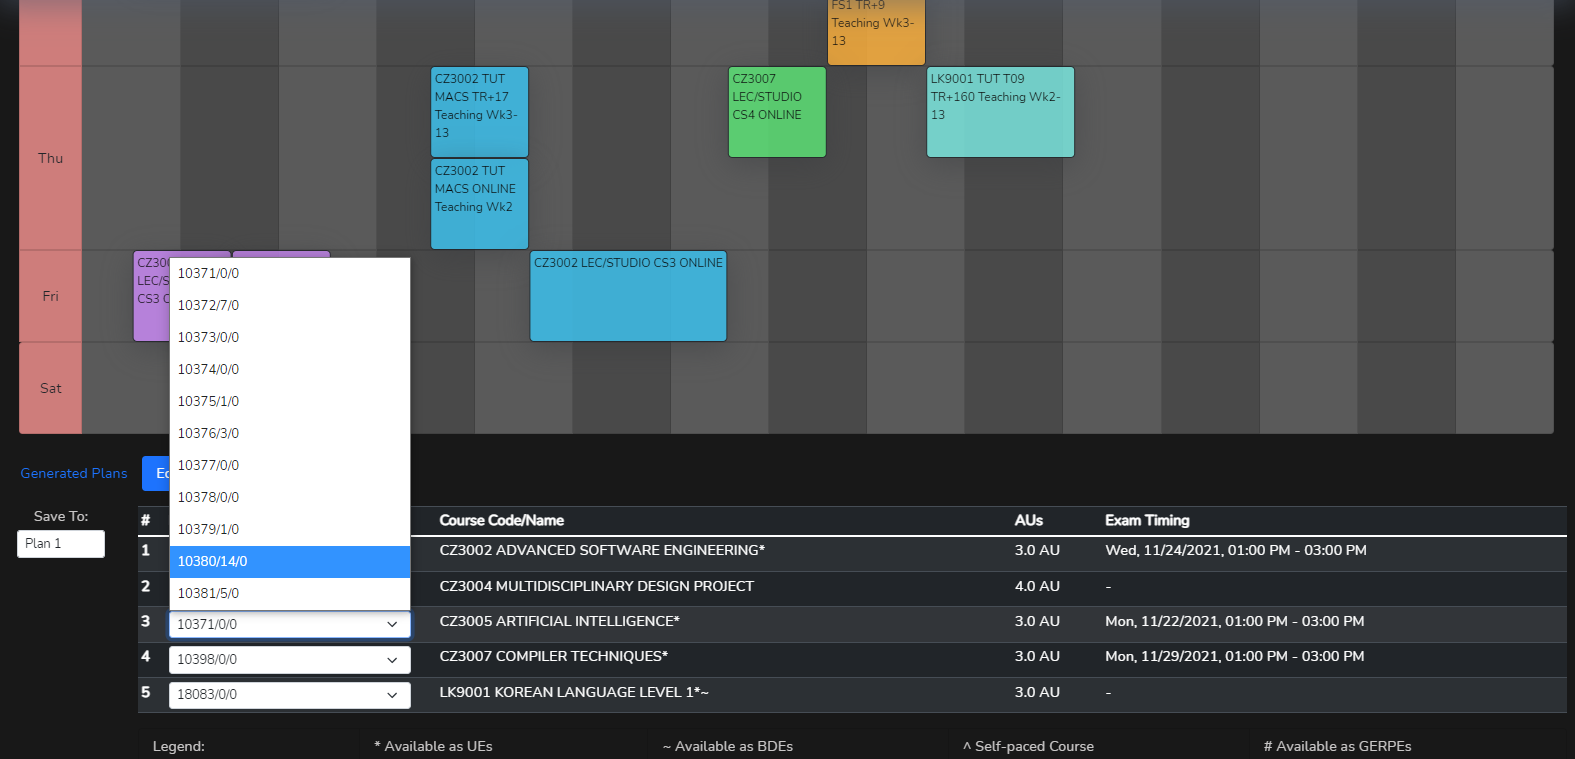 FS1 TR+9
Teaching Wk3-
13
Thu
CZ3002 TUT
MACS TR+17
Teaching Wk3-
13
CZ3007
LEC/STUDIO
CS4 ONLINE
LK9001 TUT T09
TR+160 Teaching Wk2-
13
CZ3002 TUT
MACS ONLINE
Teaching Wk2
Fri
CZ30
LEC/S
CS3 O
CZ3002 LEC/STUDIO CS3 ONLINE
Sat
10371/0/0
10372/7/0
10373/0/0
10374/0/0
10375/1/0
10376/3/0
10377/0/0
10378/0/0
10379/1/0
10380/14/0
10381/5/0
Generated Plans
Ed
Save To:
Plan 1
# Course Code/Name AUs Exam Timing
1 CZ3002 ADVANCED SOFTWARE ENGINEERING* 3.0 AU Wed, 11/24/2021, 01:00 PM - 03:00 PM
2 CZ3004 MULTIDISCIPLINARY DESIGN PROJECT 4.0 AU -
3 10371/0/0 CZ3005 ARTIFICIAL INTELLIGENCE* 3.0 AU Mon, 11/22/2021, 01:00 PM - 03:00 PM
4 10398/0/0 CZ3007 COMPILER TECHNIQUES* 3.0 AU Mon, 11/29/2021, 01:00 PM - 03:00 PM
5 18083/0/0 LK9001 KOREAN LANGUAGE LEVEL 1*~ 3.0 AU -
Legend: * Available as UEs ~ Available as BDEs ^ Self-paced Course # Available as GERPEs